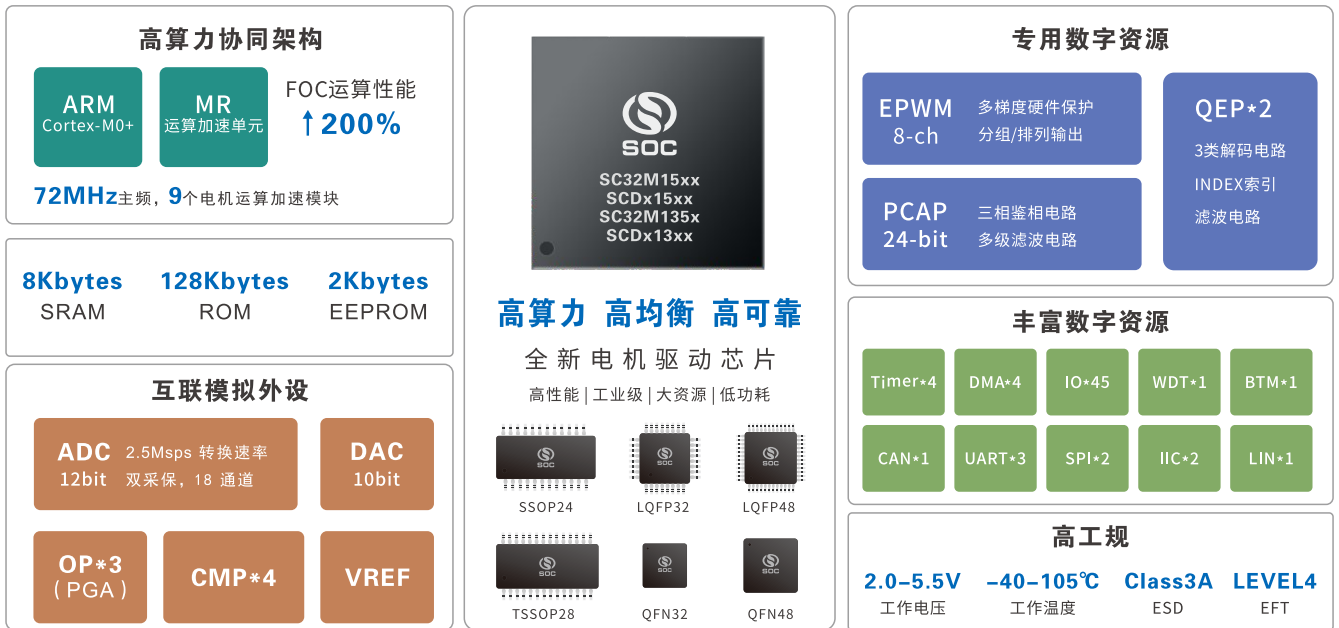 高算力协同架构
ARM
Cortex-M0+
MR
运算加速单元
FOC运算性能
↑200%
72MHz主频，9个电机运算加速模块
8Kbytes
SRAM
128Kbytes
ROM
2Kbytes
EEPROM
互联模拟外设
ADC
12bit
2.5Msps 转换速率
双采保，18 通道
DAC
10bit
OP*3
(PGA)
CMP*4
VREF
SOC
SC32M15xx
SCDx15xx
SC32M135x
SCDx13xx
高算力 高均衡 高可靠
全新电机驱动芯片
高性能|工业级|大资源|低功耗
SOC
SSOP24
SOC
LQFP32
SOC
LQFP48
SOC
TSSOP28
SOC
QFN32
SOC
QFN48
专用数字资源
EPWM
8-ch
多梯度硬件保护
分组/排列输出
PCAP
24-bit
三相鉴相电路
多级滤波电路
QEP*2
3类解码电路
INDEX索引
滤波电路
丰富数字资源
Timer*4
DMA*4
IO*45
WDT*1
BTM*1
CAN*1
UART*3
SPI*2
IIC*2
LIN*1
高工规
2.0-5.5V
工作电压
-40-105℃
工作温度
Class3A
ESD
LEVEL4
EFT